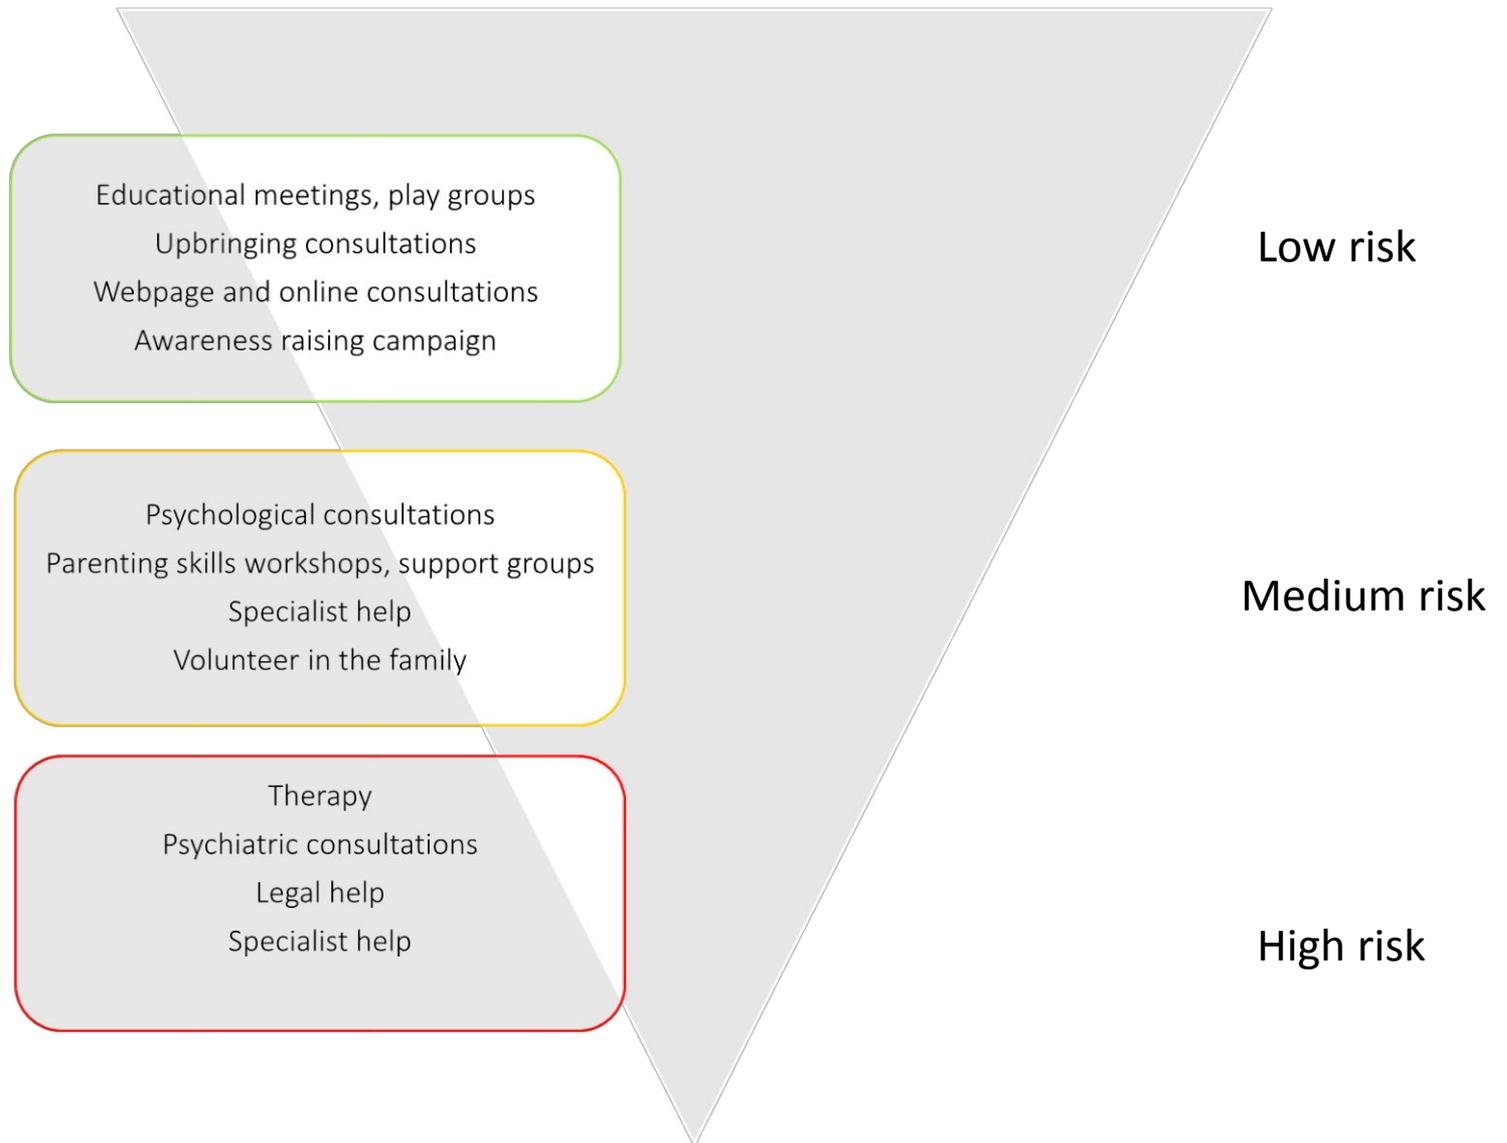 Educational meetings, play groups
Upbringing consultations
Webpage and online consultations
Awareness raising campaign
Low risk
Psychological consultations
Parenting skills workshops, support groups
Specialist help
Volunteer in the family
Medium risk
Therapy
Psychiatric consultations
Legal help
Specialist help
High risk